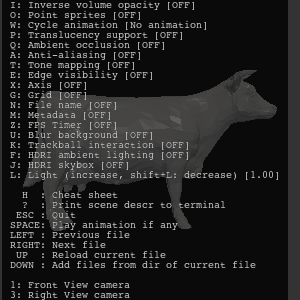 I: Inverse volume opacity [OFF]
O: Point sprites [OFF]
W: Cycle animation [No animation]
P: Translucency support [OFF]
Q: Ambient occlusion [OFF]
A: Anti-aliasing [OFF]
T: Tone mapping [OFF]
E: Edge visibility [OFF]
X: Axis [OFF]
G: Grid [OFF]
N: File name [OFF]
M: Metadata [OFF]
Z: FPS Timer [OFF]
U: Blur background [OFF]
K: Trackball interaction [OFF]
F: HDRI ambient lighting [OFF]
J: HDRI skybox [OFF]
L: Light (increase, shift+L: decrease) [1.00]
H : Cheat sheet
? : Print scene descr to terminal
ESC : Quit
SPACE: Play animation if any
LEFT : Previous file
RIGHT: Next file
UP : Reload current file
DOWN : Add files from dir of current file
1: Front View camera
3: Right View camera